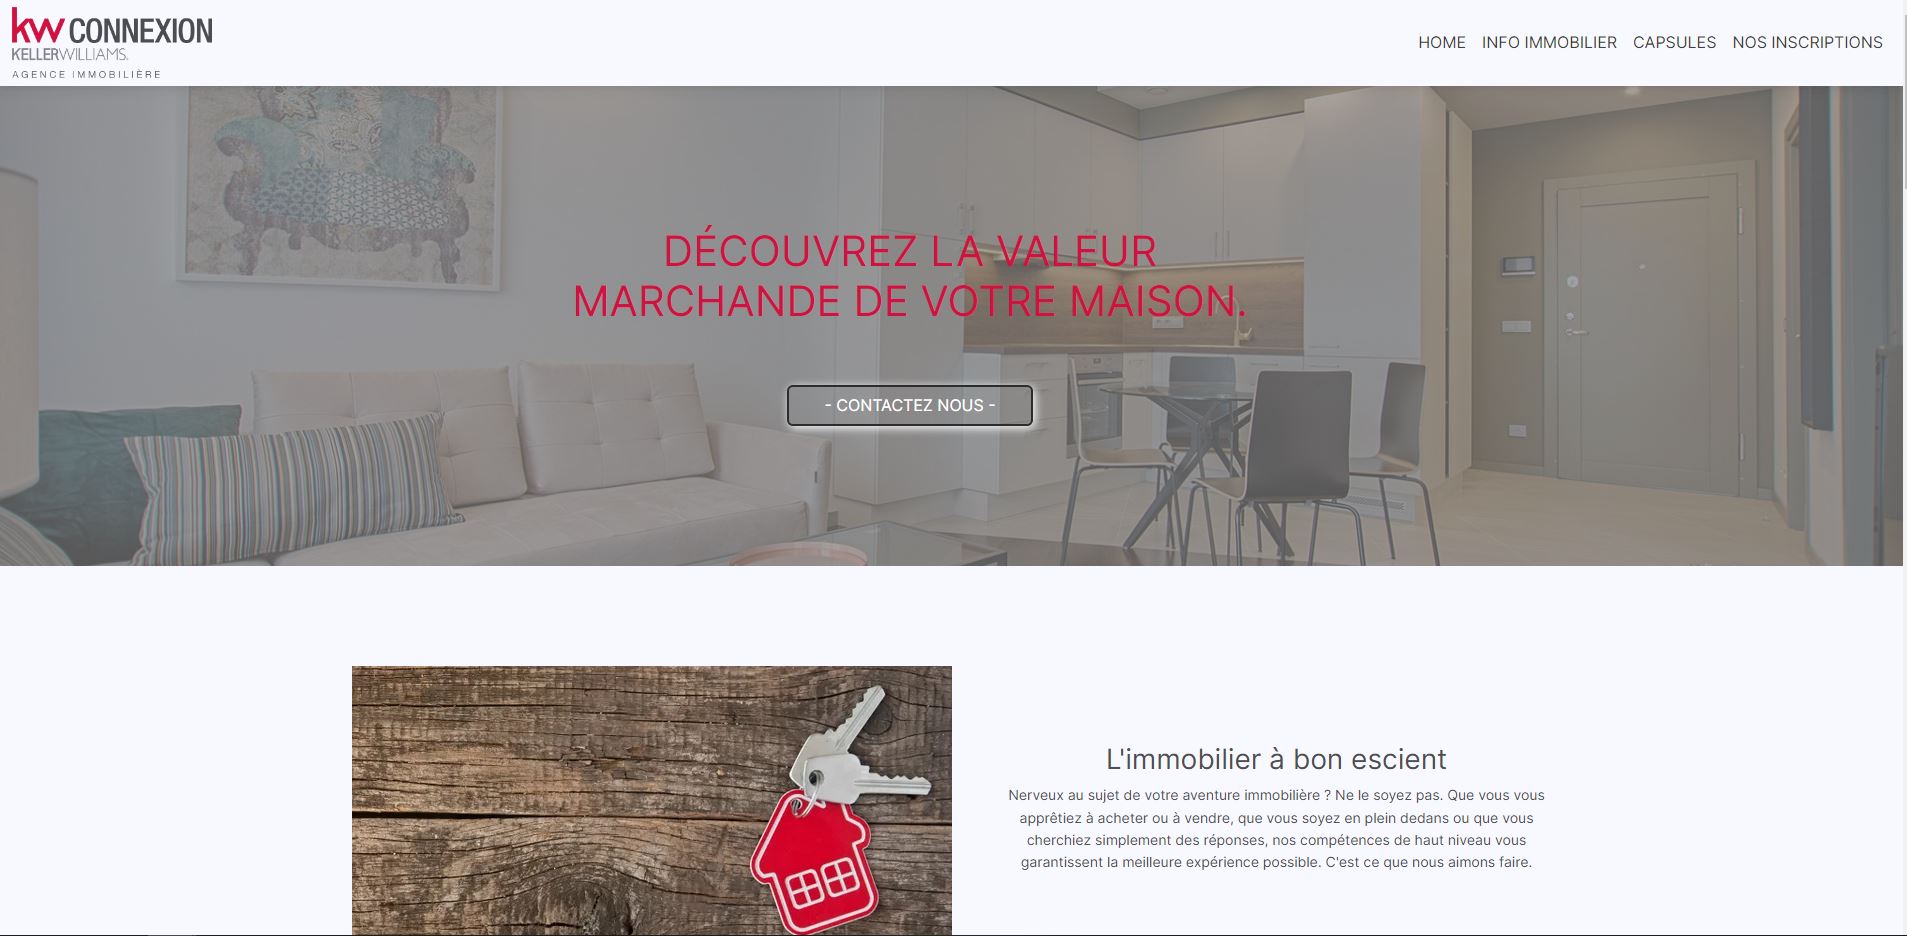 kw CONNEXION
KELLERWILLIAMS.
AGENCE IMMOBILIÈRE
HOME INFO IMMOBILIER CAPSULES NOS INSCRIPTIONS
DÉCOUVREZ LA VALEUR
MARCHANDE DE VOTRE MAISON.
- CONTACTEZ NOUS -
L'immobilier à bon escient
Nerveux au sujet de votre aventure immobilière ? Ne le soyez pas. Que vous vous
apprêtiez à acheter ou à vendre, que vous soyez en plein dedans ou que vous
cherchiez simplement des réponses, nos compétences de haut niveau vous
garantissent la meilleure expérience possible. C'est ce que nous aimons faire.